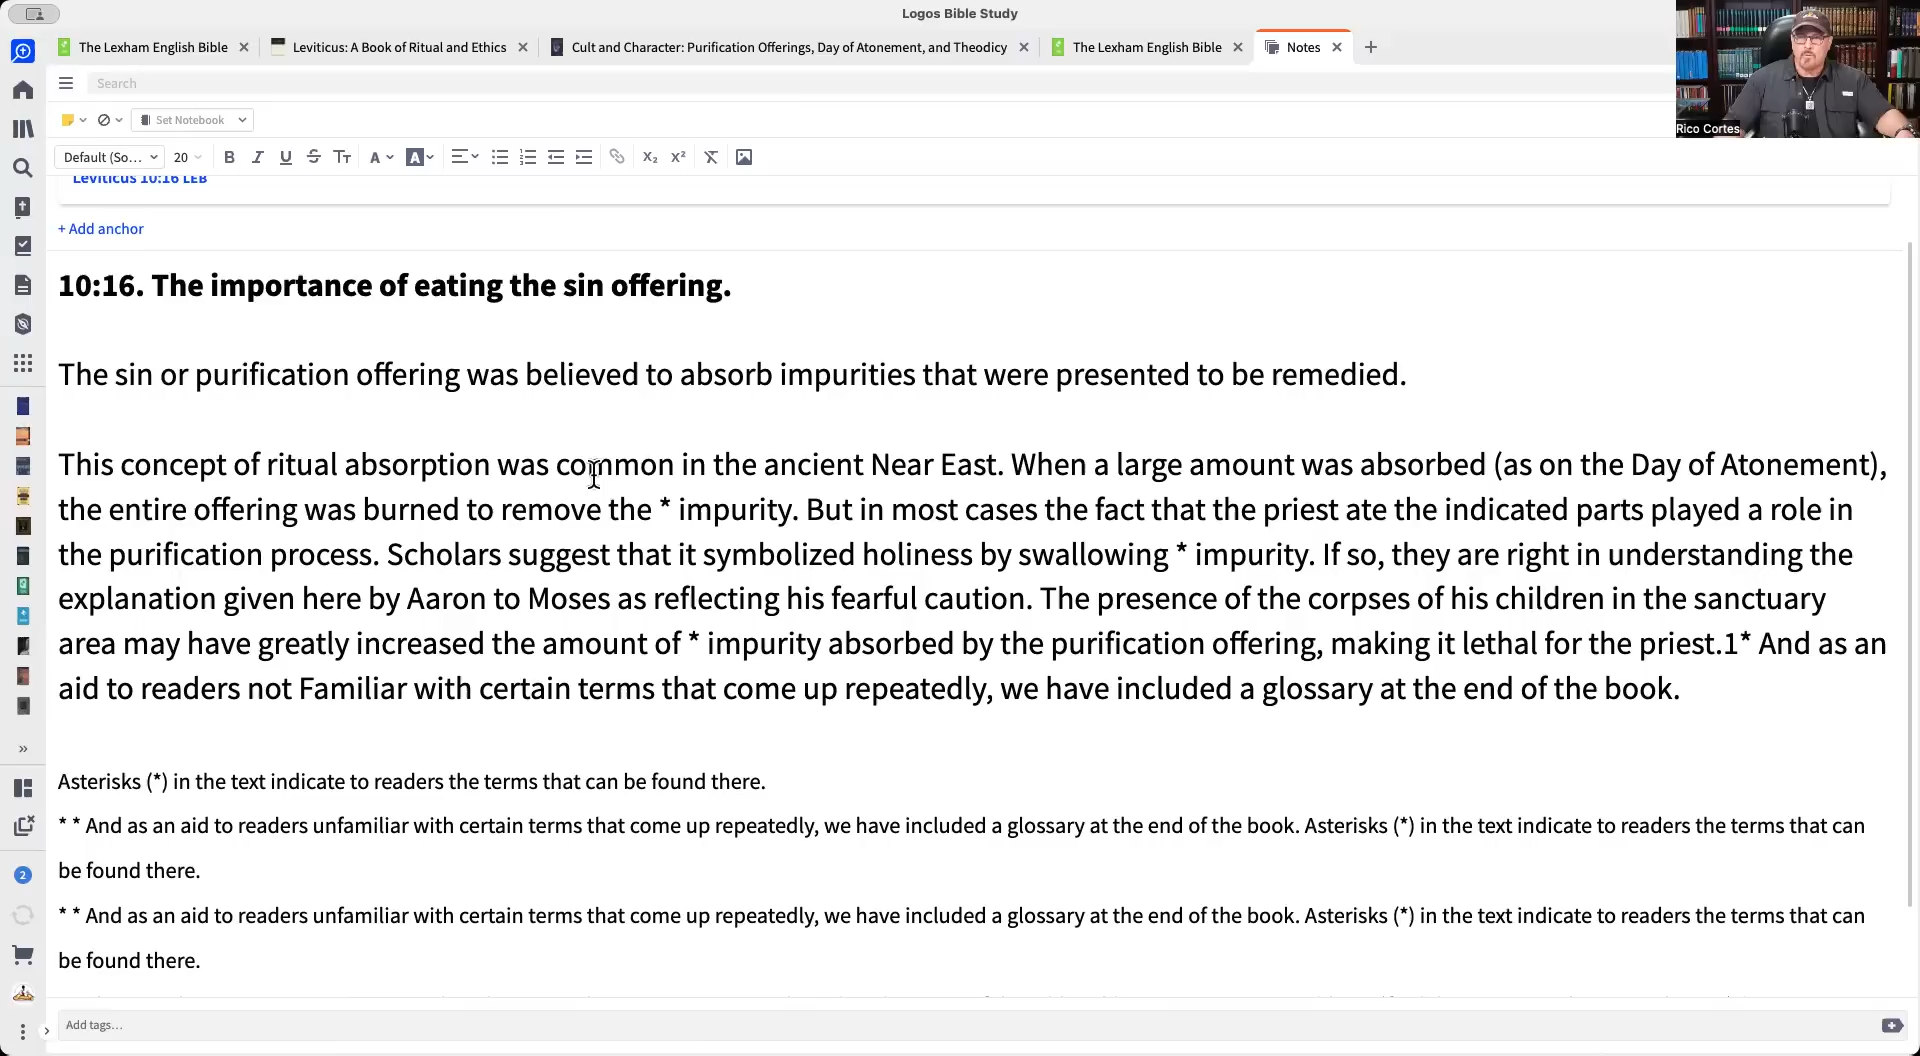 Logos Bible Study
The Lexham English Bible
Leviticus: A Book of Ritual and Ethics
Cult and Character: Purification Offerings, Day of Atonement, and Theodicy
The Lexham English Bible
Notes
Search
Rico Cortes
Set Notebook
Default (So...
20
Leviticus 10:16 LEB
+ Add anchor
10:16. The importance of eating the sin offering.
The sin or purification offering was believed to absorb impurities that were presented to be remedied.
This concept of ritual absorption was common in the ancient Near East. When a large amount was absorbed (as on the Day of Atonement),
the entire offering was burned to remove the * impurity. But in most cases the fact that the priest ate the indicated parts played a role in
the purification process. Scholars suggest that it symbolized holiness by swallowing * impurity. If so, they are right in understanding the
explanation given here by Aaron to Moses as reflecting his fearful caution. The presence of the corpses of his children in the sanctuary
area may have greatly increased the amount of * impurity absorbed by the purification offering, making it lethal for the priest.1* And as an
aid to readers not Familiar with certain terms that come up repeatedly, we have included a glossary at the end of the book.
Asterisks (*) in the text indicate to readers the terms that can be found there.
* * And as an aid to readers unfamiliar with certain terms that come up repeatedly, we have included a glossary at the end of the book. Asterisks (*) in the text indicate to readers the terms that can
be found there.
* * And as an aid to readers unfamiliar with certain terms that come up repeatedly, we have included a glossary at the end of the book. Asterisks (*) in the text indicate to readers the terms that can
be found there.
2
Add tags...